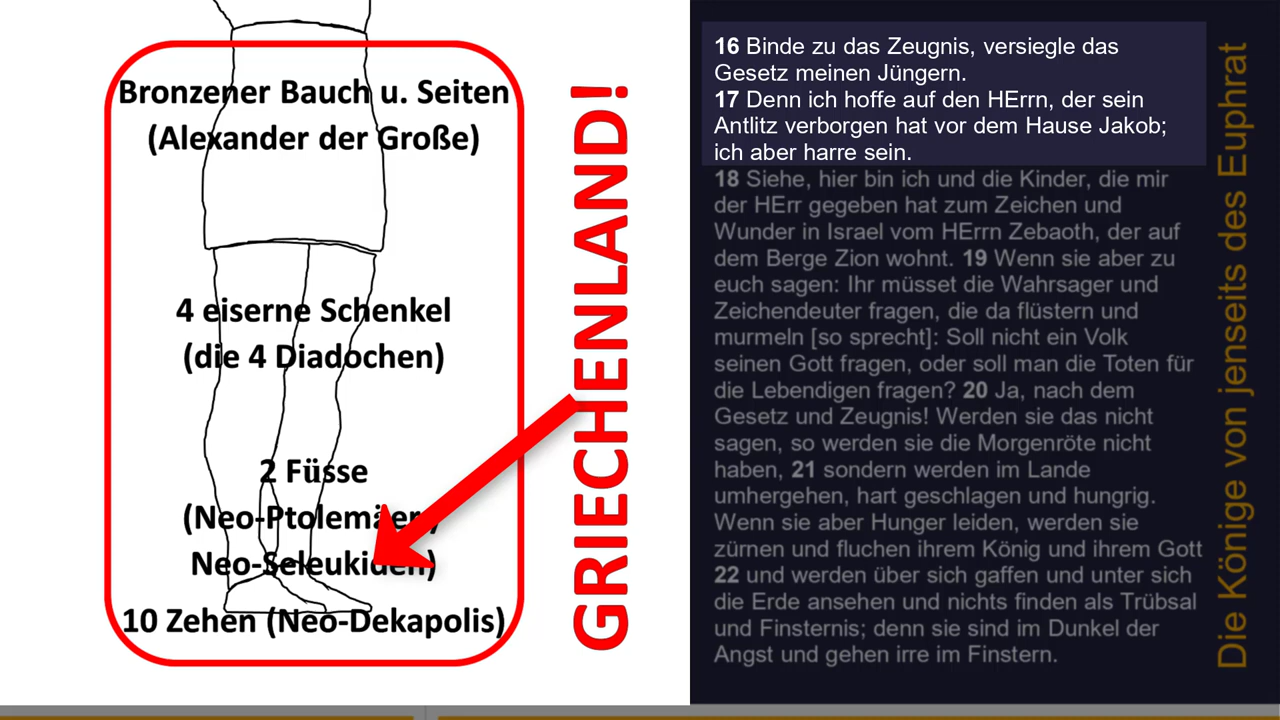 Bronzener Bauch u. Seiten
(Alexander der Große)
4 eiserne Schenkel
(die 4 Diadochen)
2 Füsse
(Neo-Ptolemäer,
Neo-Seleukiden)
10 Zehen (Neo-Dekapolis)
GRIECHENLAND!
16 Binde zu das Zeugnis, versiegle das
Gesetz meinen Jüngern.
17 Denn ich hoffe auf den HErrn, der sein
Antlitz verborgen hat vor dem Hause Jakob;
ich aber harre sein.
18 Siehe, hier bin ich und die Kinder, die mir
der HErr gegeben hat zum Zeichen und
Wunder in Israel vom HErrn Zebaoth, der auf
dem Berge Zion wohnt. 19 Wenn sie aber zu
euch sagen: Ihr müsset die Wahrsager und
Zeichendeuter fragen, die da flüstern und
murmeln [so sprecht]: Soll nicht ein Volk
seinen Gott fragen, oder soll man die Toten für
die Lebendigen fragen? 20 Ja, nach dem
Gesetz und Zeugnis! Werden sie das nicht
sagen, so werden sie die Morgenröte nicht
haben, 21 sondern werden im Lande
umhergehen, hart geschlagen und hungrig.
Wenn sie aber Hunger leiden, werden sie
zürnen und fluchen ihrem König und ihrem Gott
22 und werden über sich gaffen und unter sich
die Erde ansehen und nichts finden als Trübsal
und Finsternis; denn sie sind im Dunkel der
Angst und gehen irre im Finstern.
Die Könige von jenseits des Euphrat